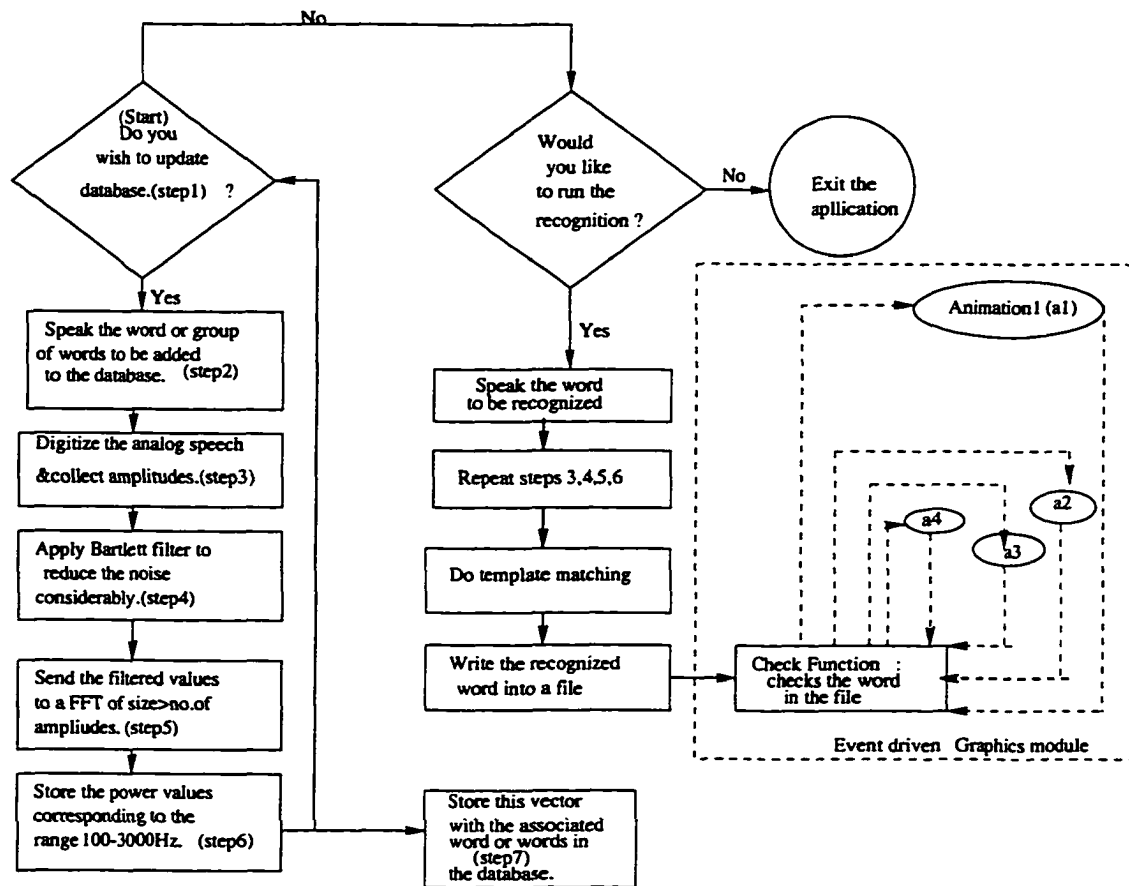 No
(Start)
Do you
wish to update
database.(step1) ?
Yes
Speak the word or group
of words to be added
to the database. (step2)
Digitize the analog speech
&collect amplitudes.(step3)
Apply Bartlett filter to
reduce the noise
considerably.(step4)
Send the filtered values
to a FFT of size>no.of
ampliudes. (step5)
Store the power values
corresponding to the
range 100-3000Hz. (step6)
Would
you like
to run the
recognition ?
No
Exit the
apllication
Yes
Speak the word
to be recognized
Repeat steps 3,4,5,6
Do template matching
Write the recognized
word into a file
Store this vector
with the associated
word or words in
(step7)
the database.
Animation1 (a1)
a2
a4
a3
Check Function :
checks the word
in the file
Event driven Graphics module